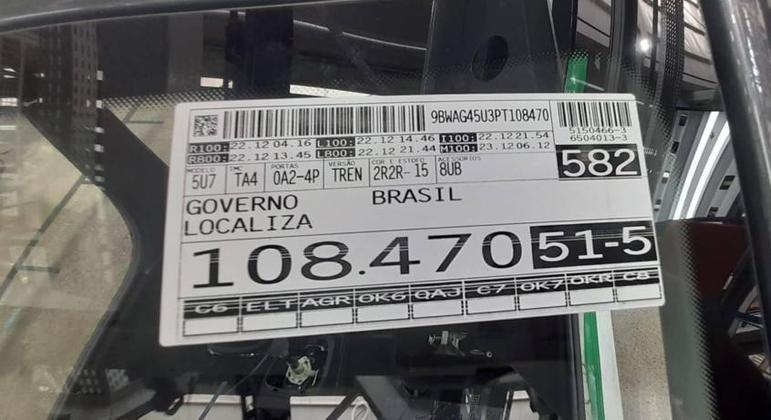 9BWAG45U3PT108470
5150466-3
6504013-3
R100: 22.12 04.16 L100: 22.12 14.46 I100: 22.12 21.54
R800: 22.12 13.45 L800: 22.12 21.44 M100: 23.12 06.12
582
MODELO PORTAS VERSÃO COR E ESTOFO ACESSORIOS
5U7 TA4 0A2-4P TREN 2R2R- 15 8UB
GOVERNO BRASIL
LOCALIZA
108.470 51-5
C6 ELT AGR OK6 QAJ C7 OK7 OKR C8